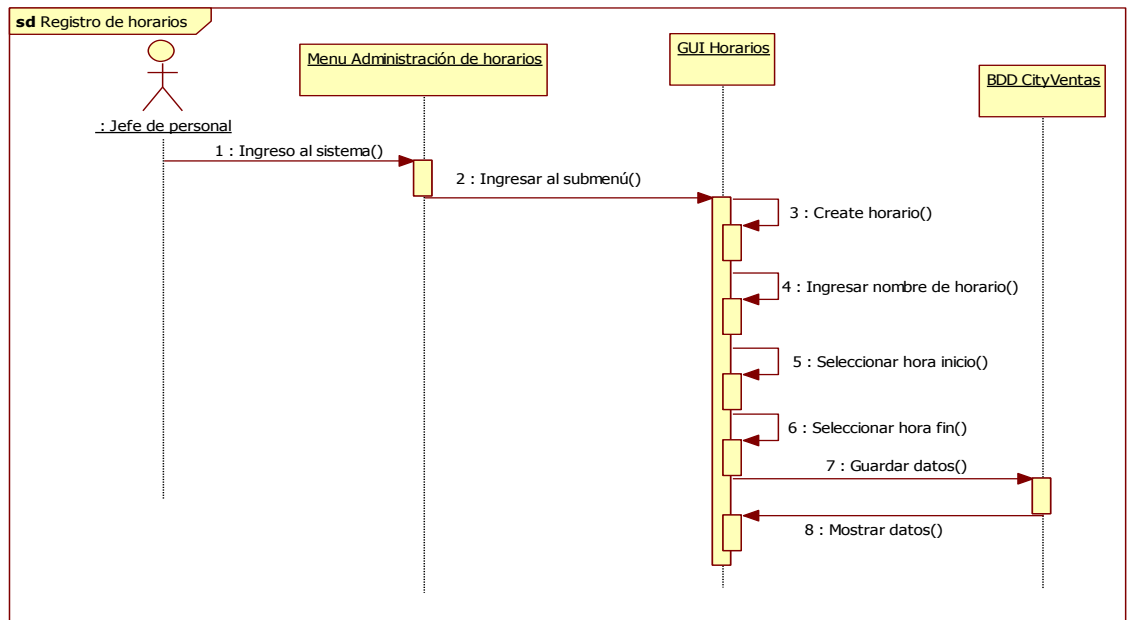 sd Registro de horarios
: Jefe de personal
Menu Administración de horarios
GUI Horarios
BDD CityVentas
1 : Ingreso al sistema()
2 : Ingresar al submenú()
3 : Create horario()
4 : Ingresar nombre de horario()
5 : Seleccionar hora inicio()
6 : Seleccionar hora fin()
7 : Guardar datos()
8 : Mostrar datos()